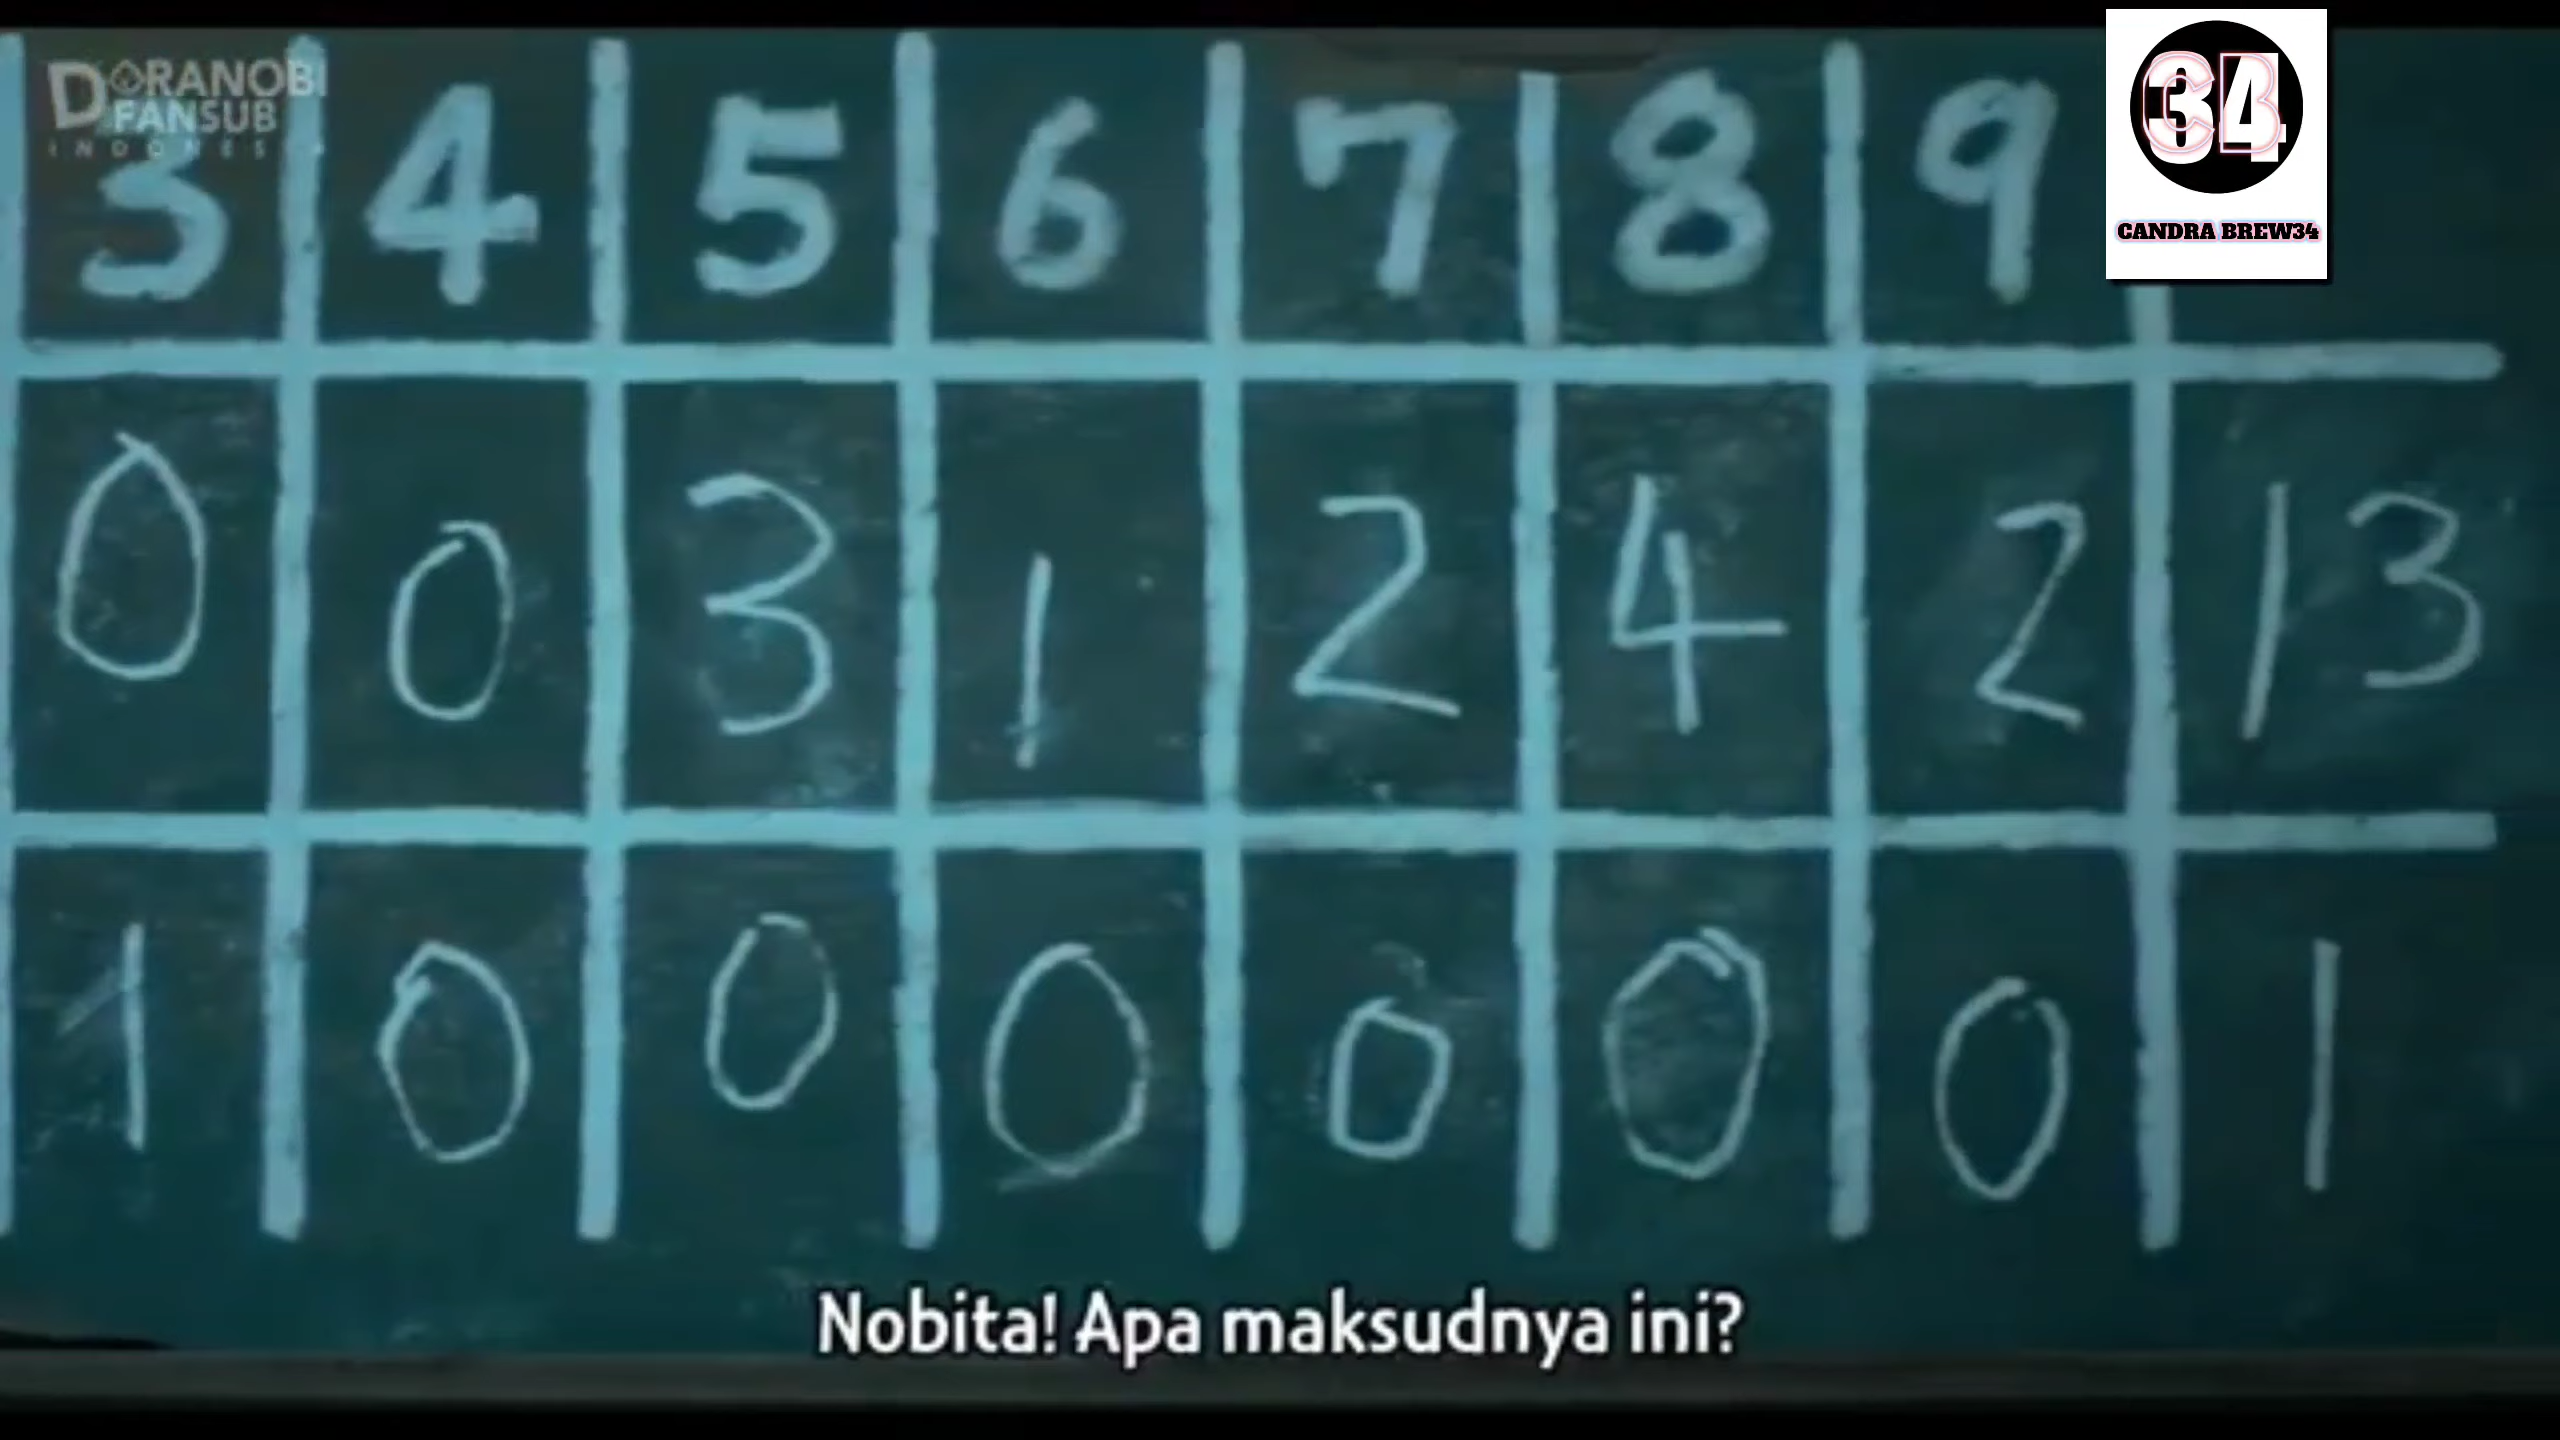 DORANOBI
FANSUB
INDONESIA
34
CANDRA BREW34
3 4 5 6 7 8 9
0 0 3 1 2 4 2 13
1 0 0 0 0 0 0 1
Nobita! Apa maksudnya ini?